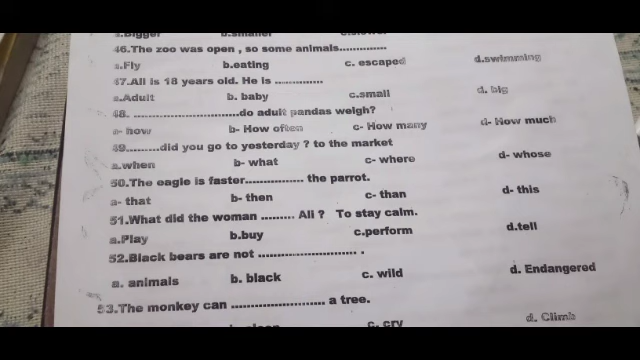 a.Bigger b.smaller c.slower
46.The zoo was open , so some animals...............
a.Fly b.eating c. escaped d.swimming
47.Ali is 18 years old. He is .............
a.Adult b. baby c.small d. big
48. ..............................do adult pandas weigh?
a- how b- How often c- How many d- How much
49.........did you go to yesterday ? to the market
a.when b- what c- where d- whose
50.The eagle is faster................ the parrot.
a- that b- then c- than d- this
51.What did the woman ......... Ali ? To stay calm.
a.Play b.buy c.perform d.tell
52.Black bears are not .......................... .
a. animals b. black c. wild d. Endangered
53.The monkey can ......................... a tree.
c. cry d. Climb